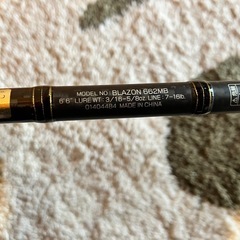 MODEL NO: BLAZON 662MB
6'6" LURE WT: 3/16-5/8oz LINE: 7-16lb.
01404484 MADE IN CHINA